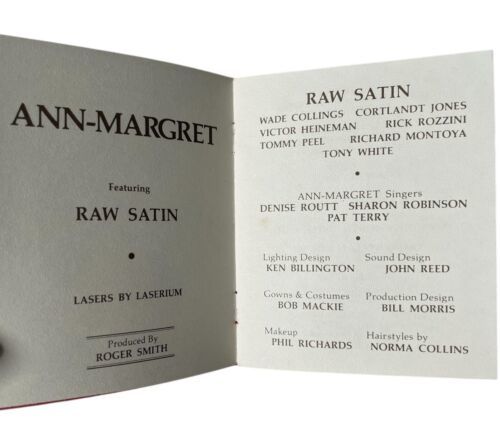 ANN-MARGRET
Featuring
RAW SATIN
•
LASERS BY LASERIUM
Produced By
ROGER SMITH
RAW SATIN
WADE COLLINGS CORTLANDT JONES
VICTOR HEINEMAN RICK ROZZINI
TOMMY PEEL RICHARD MONTOYA
TONY WHITE
•
ANN-MARGRET Singers
DENISE ROUTT SHARON ROBINSON
PAT TERRY
•
Lighting Design
KEN BILLINGTON
Sound Design
JOHN REED
Gowns & Costumes
BOB MACKIE
Production Design
BILL MORRIS
Makeup
PHIL RICHARDS
Hairstyles by
NORMA COLLINS